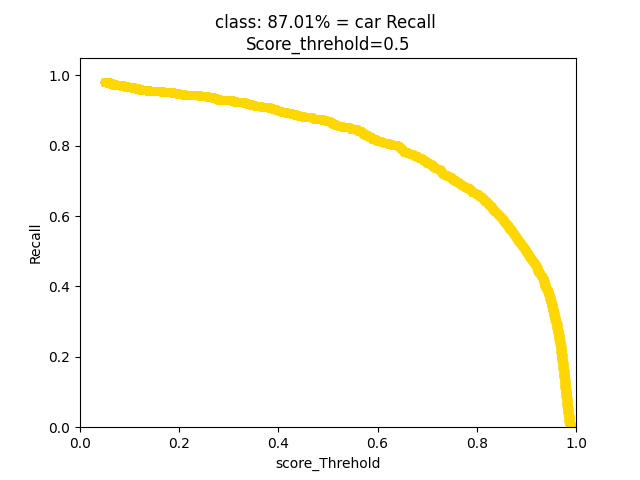 class: 87.01% = car Recall
Score_threhold=0.5
1.0
0.8
0.6
0.4
0.2
0.0
Recall
0.0 0.2 0.4 0.6 0.8 1.0
score_Threhold